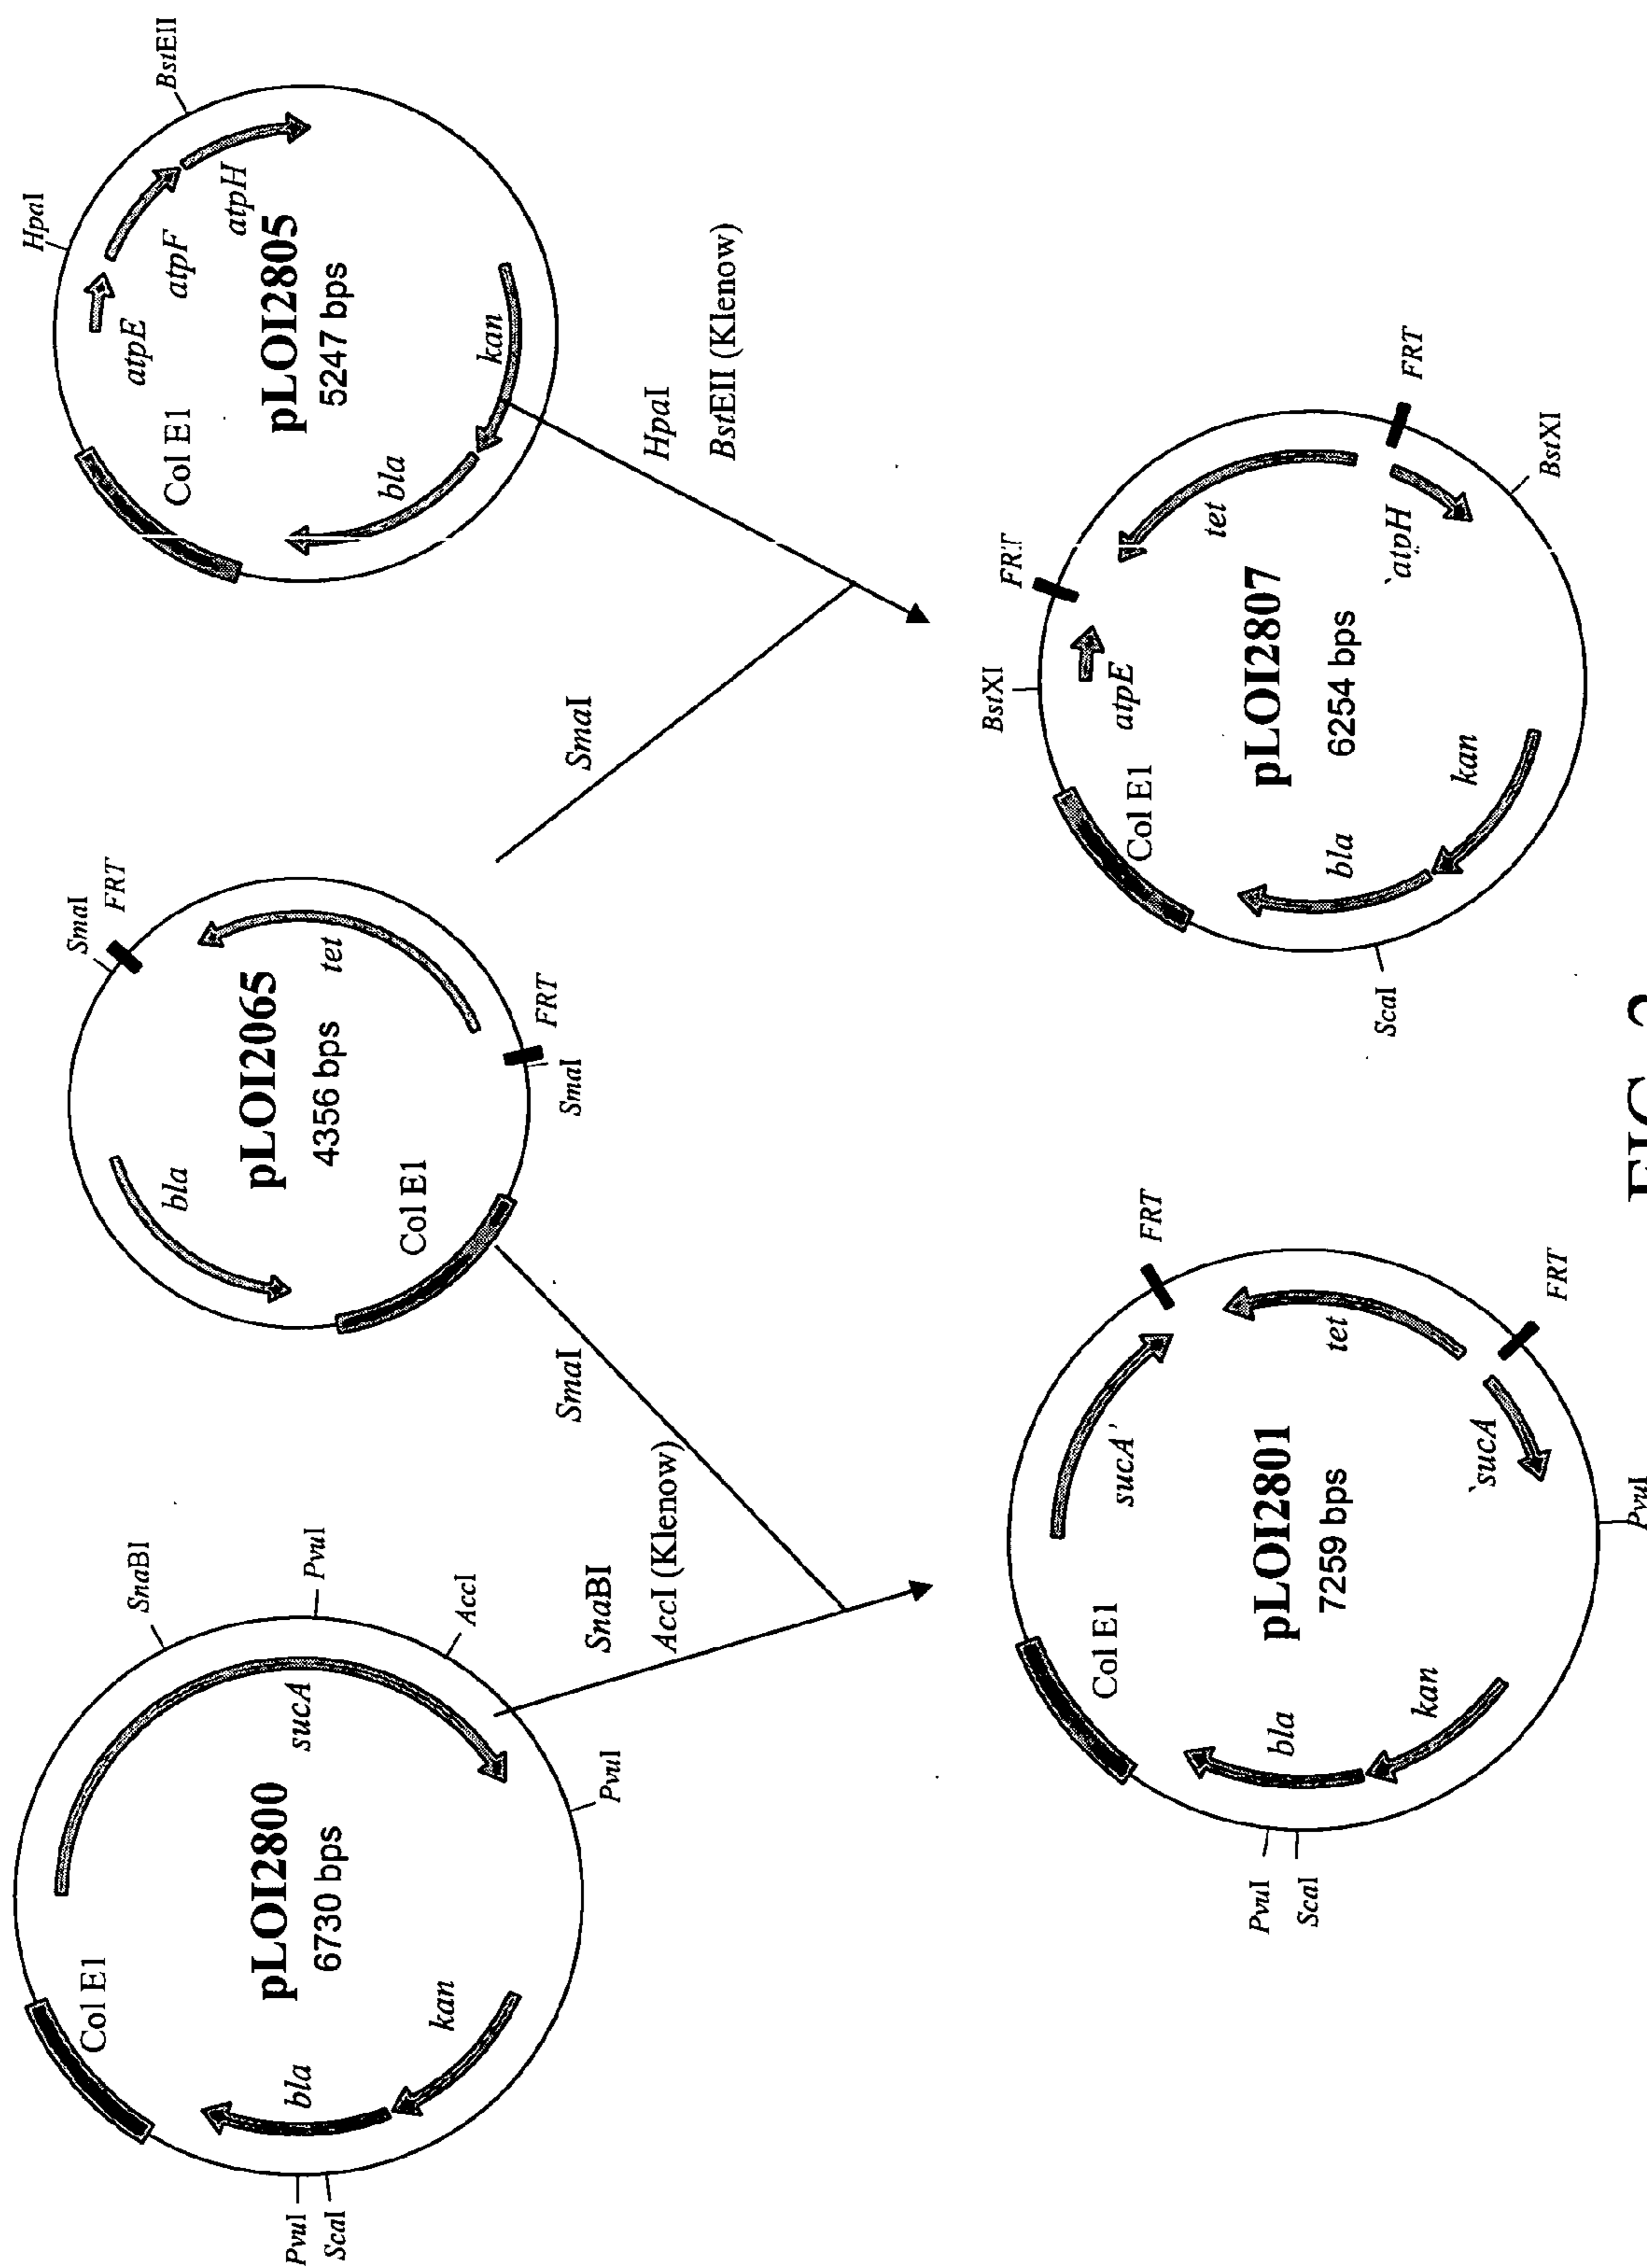 Col E1
sucA
SnaBI
PvuI
AccI
PvuI
pLOI2800
6730 bps
kan
bla
PvuI
ScaI
bla
SmaI
FRT
pLOI2065
4356 bps
tet
FRT
SmaI
Col E1
HpaI
BstEII
atpE
atpF
atpH
Col E1
pLOI2805
5247 bps
kan
bla
SnaBI
AccI (Klenow)
SmaI
SmaI
HpaI
BstEII (Klenow)
Col E1
sucA'
FRT
tet
FRT
`sucA
pLOI2801
7259 bps
kan
bla
PvuI
ScaI
PvuI
BstXI
FRT
atpE
Col E1
tet
FRT
`atpH
BstXI
pLOI2807
6254 bps
kan
bla
ScaI